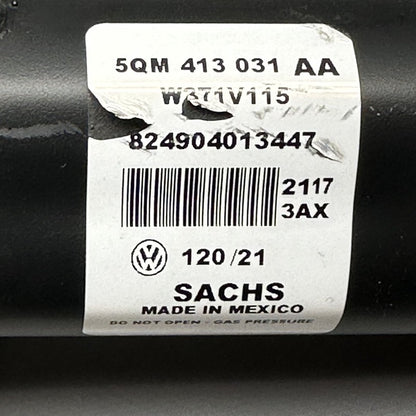 5QM 413 031 AA
W371V115
824904013447
2117
3AX
VW 120/21
SACHS
MADE IN MEXICO
DO NOT OPEN - GAS PRESSURE